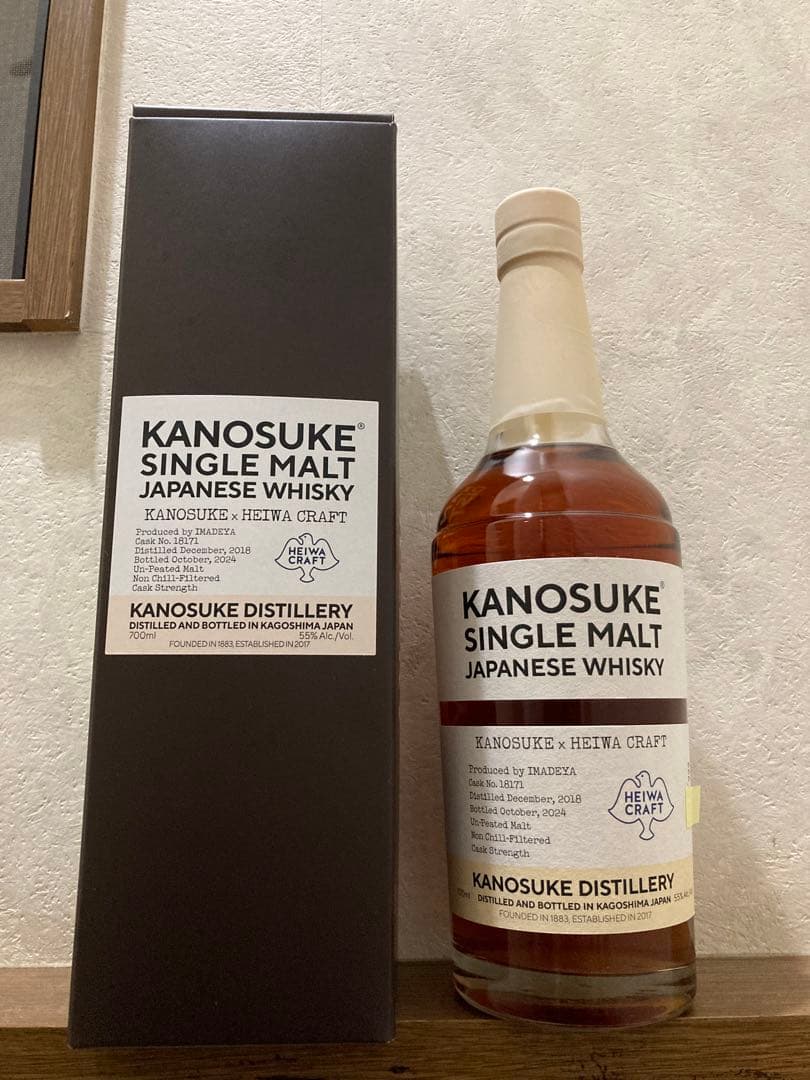 KANOSUKE®
SINGLE MALT
JAPANESE WHISKY
KANOSUKE x HEIWA CRAFT
Produced by IMADEYA
Cask No. 18171
Distilled December, 2018
Bottled October, 2024
Un-Peated Malt
Non Chill-Filtered
Cask Strength
HEIWA
CRAFT
KANOSUKE DISTILLERY
DISTILLED AND BOTTLED IN KAGOSHIMA JAPAN
700ml 55% Alc./Vol.
FOUNDED IN 1883, ESTABLISHED IN 2017
KANOSUKE®
SINGLE MALT
JAPANESE WHISKY
KANOSUKE x HEIWA CRAFT
Produced by IMADEYA
Cask No. 18171
Distilled December, 2018
Bottled October, 2024
Un-Peated Malt
Non Chill-Filtered
Cask Strength
HEIWA
CRAFT
KANOSUKE DISTILLERY
700ml DISTILLED AND BOTTLED IN KAGOSHIMA JAPAN 55%
FOUNDED IN 1883, ESTABLISHED IN 2017